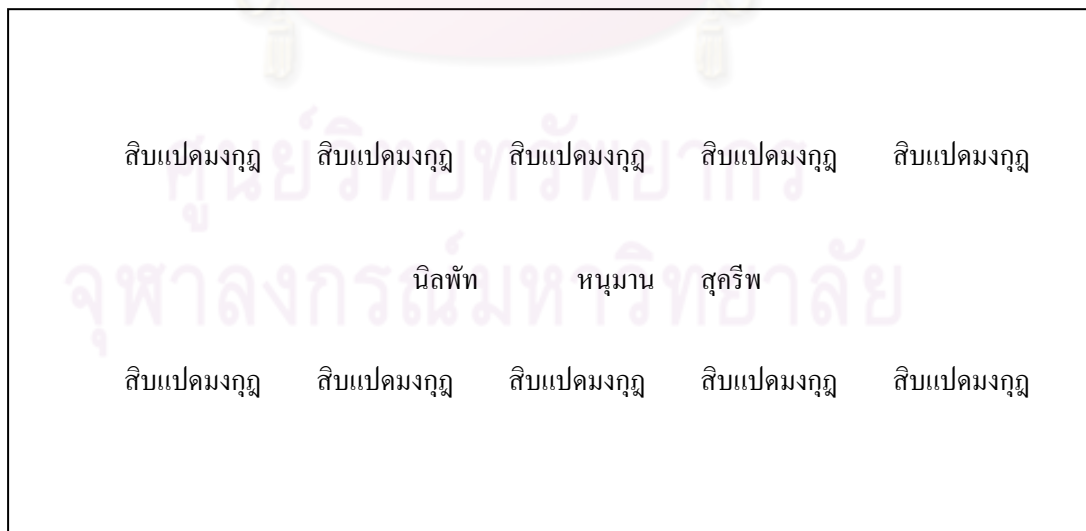 สิบแปดมงกุฎ สิบแปดมงกุฎ สิบแปดมงกุฎ สิบแปดมงกุฎ สิบแปดมงกุฎ
ศูนย์วิทยทรัพยากร
นิลพัท หนุมาน สุครีพ
จุฬาลงกรณ์มหาวิทยาลัย
สิบแปดมงกุฎ สิบแปดมงกุฎ สิบแปดมงกุฎ สิบแปดมงกุฎ สิบแปดมงกุฎ